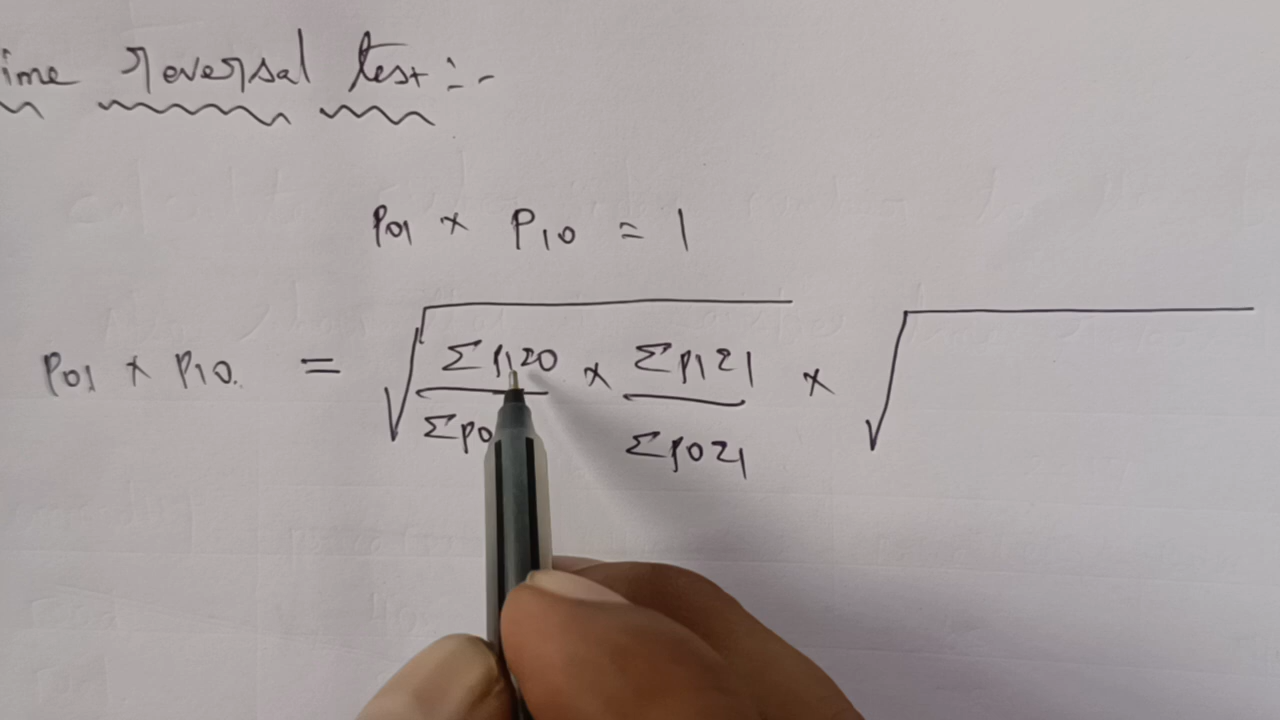 ime reversal test :-
P01 × P10 = 1
P01 × P10. = √ Σp1q0 / Σp0 × Σp1q1 / Σp0q1 × √